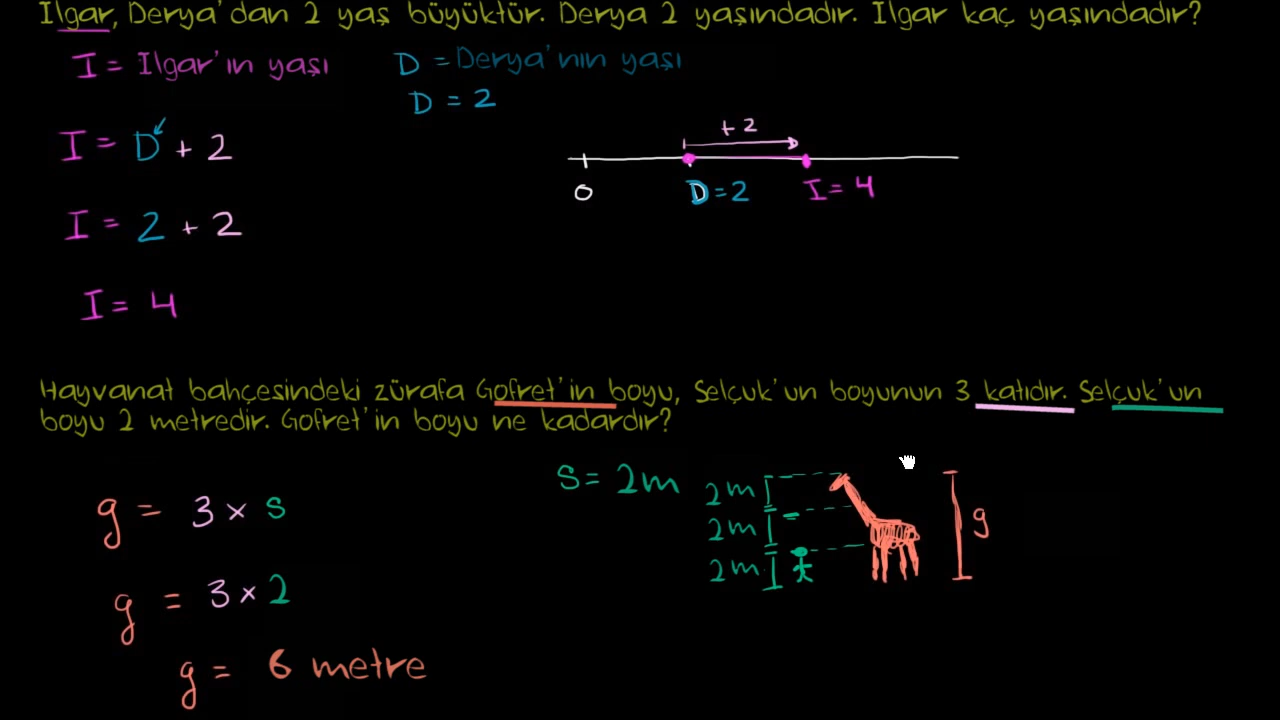 Ilgar, Derya'dan 2 yaş büyüktür. Derya 2 yaşındadır. Ilgar kaç yaşındadır?
I = Ilgar'ın yaşı
D = Derya'nın yaşı
D = 2
I = D + 2
+2
0
D=2
I=4
I = 2 + 2
I = 4
Hayvanat bahçesindeki zürafa Gofret'in boyu, Selçuk'un boyunun 3 katıdır. Selçuk'un
boyu 2 metredir. Gofret'in boyu ne kadardır?
s = 2m
2m
2m
2m
g
g = 3 × s
g = 3 × 2
g = 6 metre